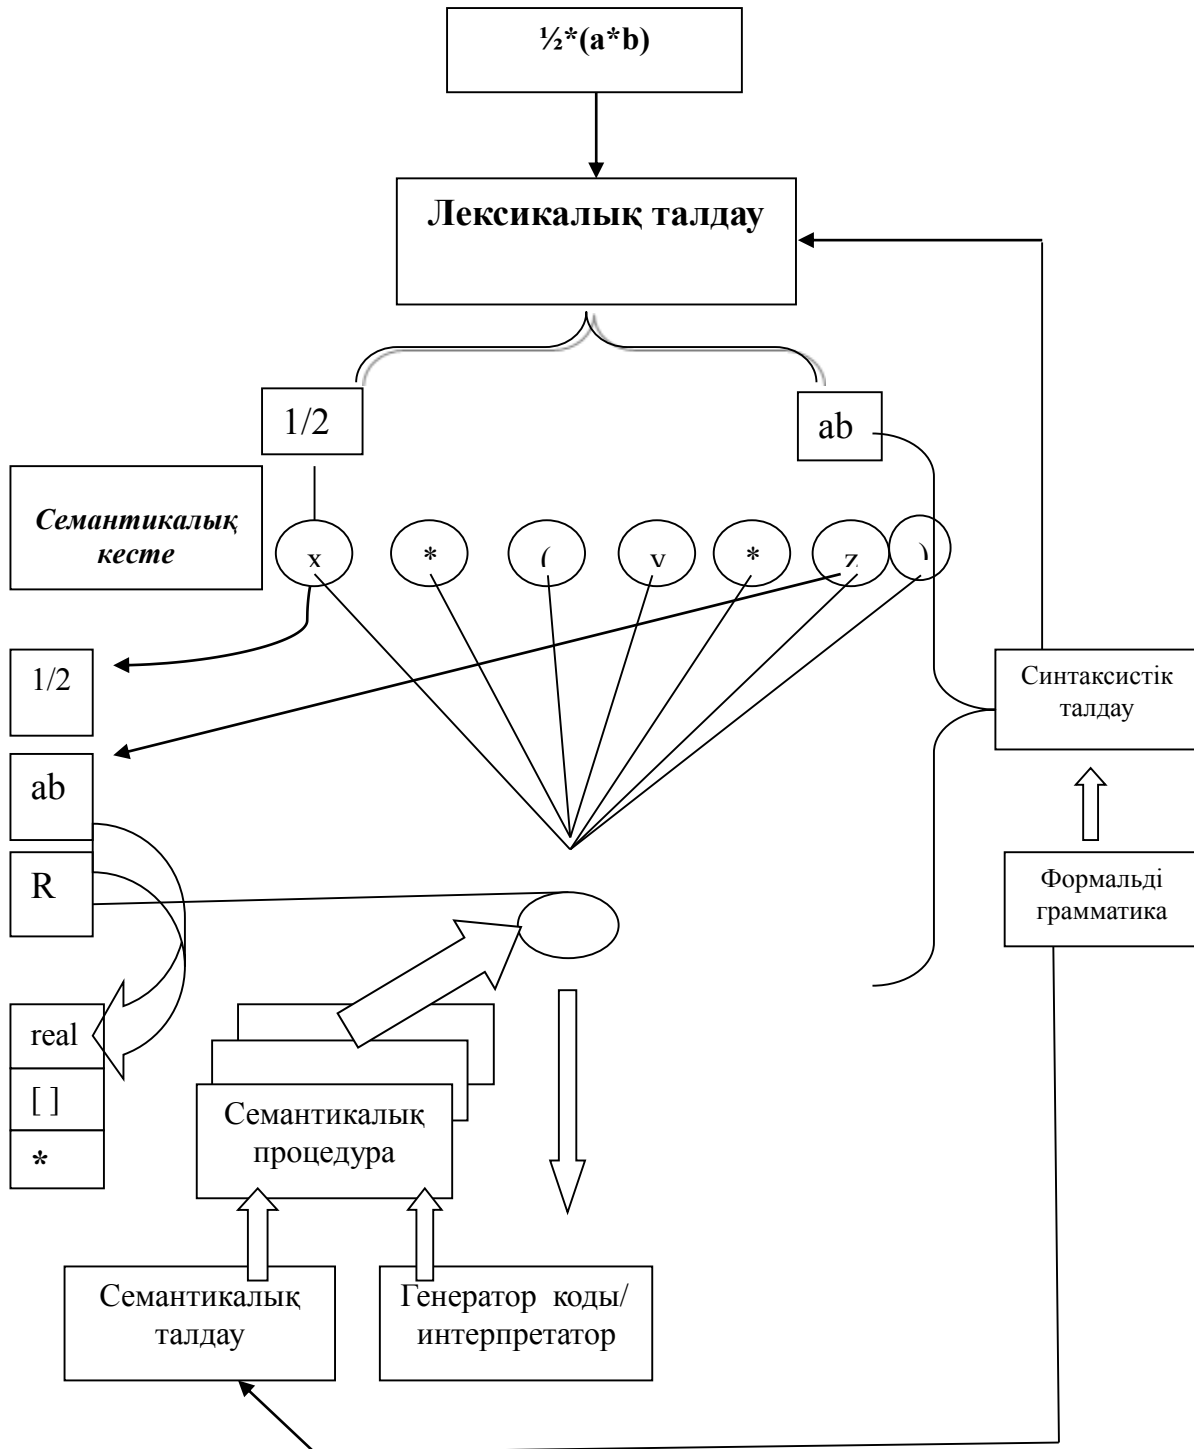 ½*(a*b)
Лексикалық талдау
1/2
ab
Семантикалық
кесте
x
*
(
y
*
z
)
1/2
Синтаксистік
талдау
ab
R
Формальді
грамматика
real
[ ]
*
Семантикалық
процедура
Семантикалық
талдау
Генератор коды/
интерпретатор